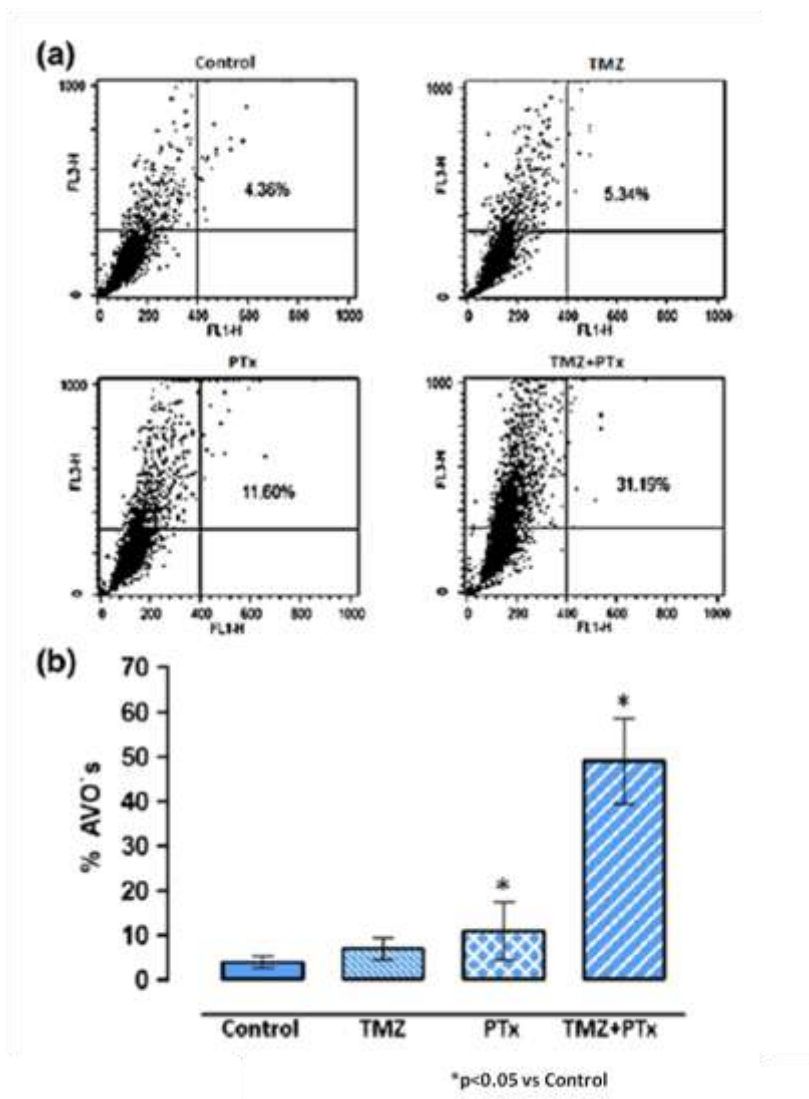 (a)
Control
TMZ
1000
FL3-H
4.36%
0
0 200 400 600 800 1000
FL1-H
1000
FL3-H
5.34%
0
0 200 400 600 800 1000
FL1-H
PTx
TMZ+PTx
1000
FL3-H
11.60%
0
0 200 400 600 800 1000
FL1-H
1000
FL3-H
31.19%
0
0 200 400 600 800 1000
FL1-H
(b)
% AVO`s
70
60
50
40
30
20
10
0
*
*
Control TMZ PTx TMZ+PTx
*p<0.05 vs Control